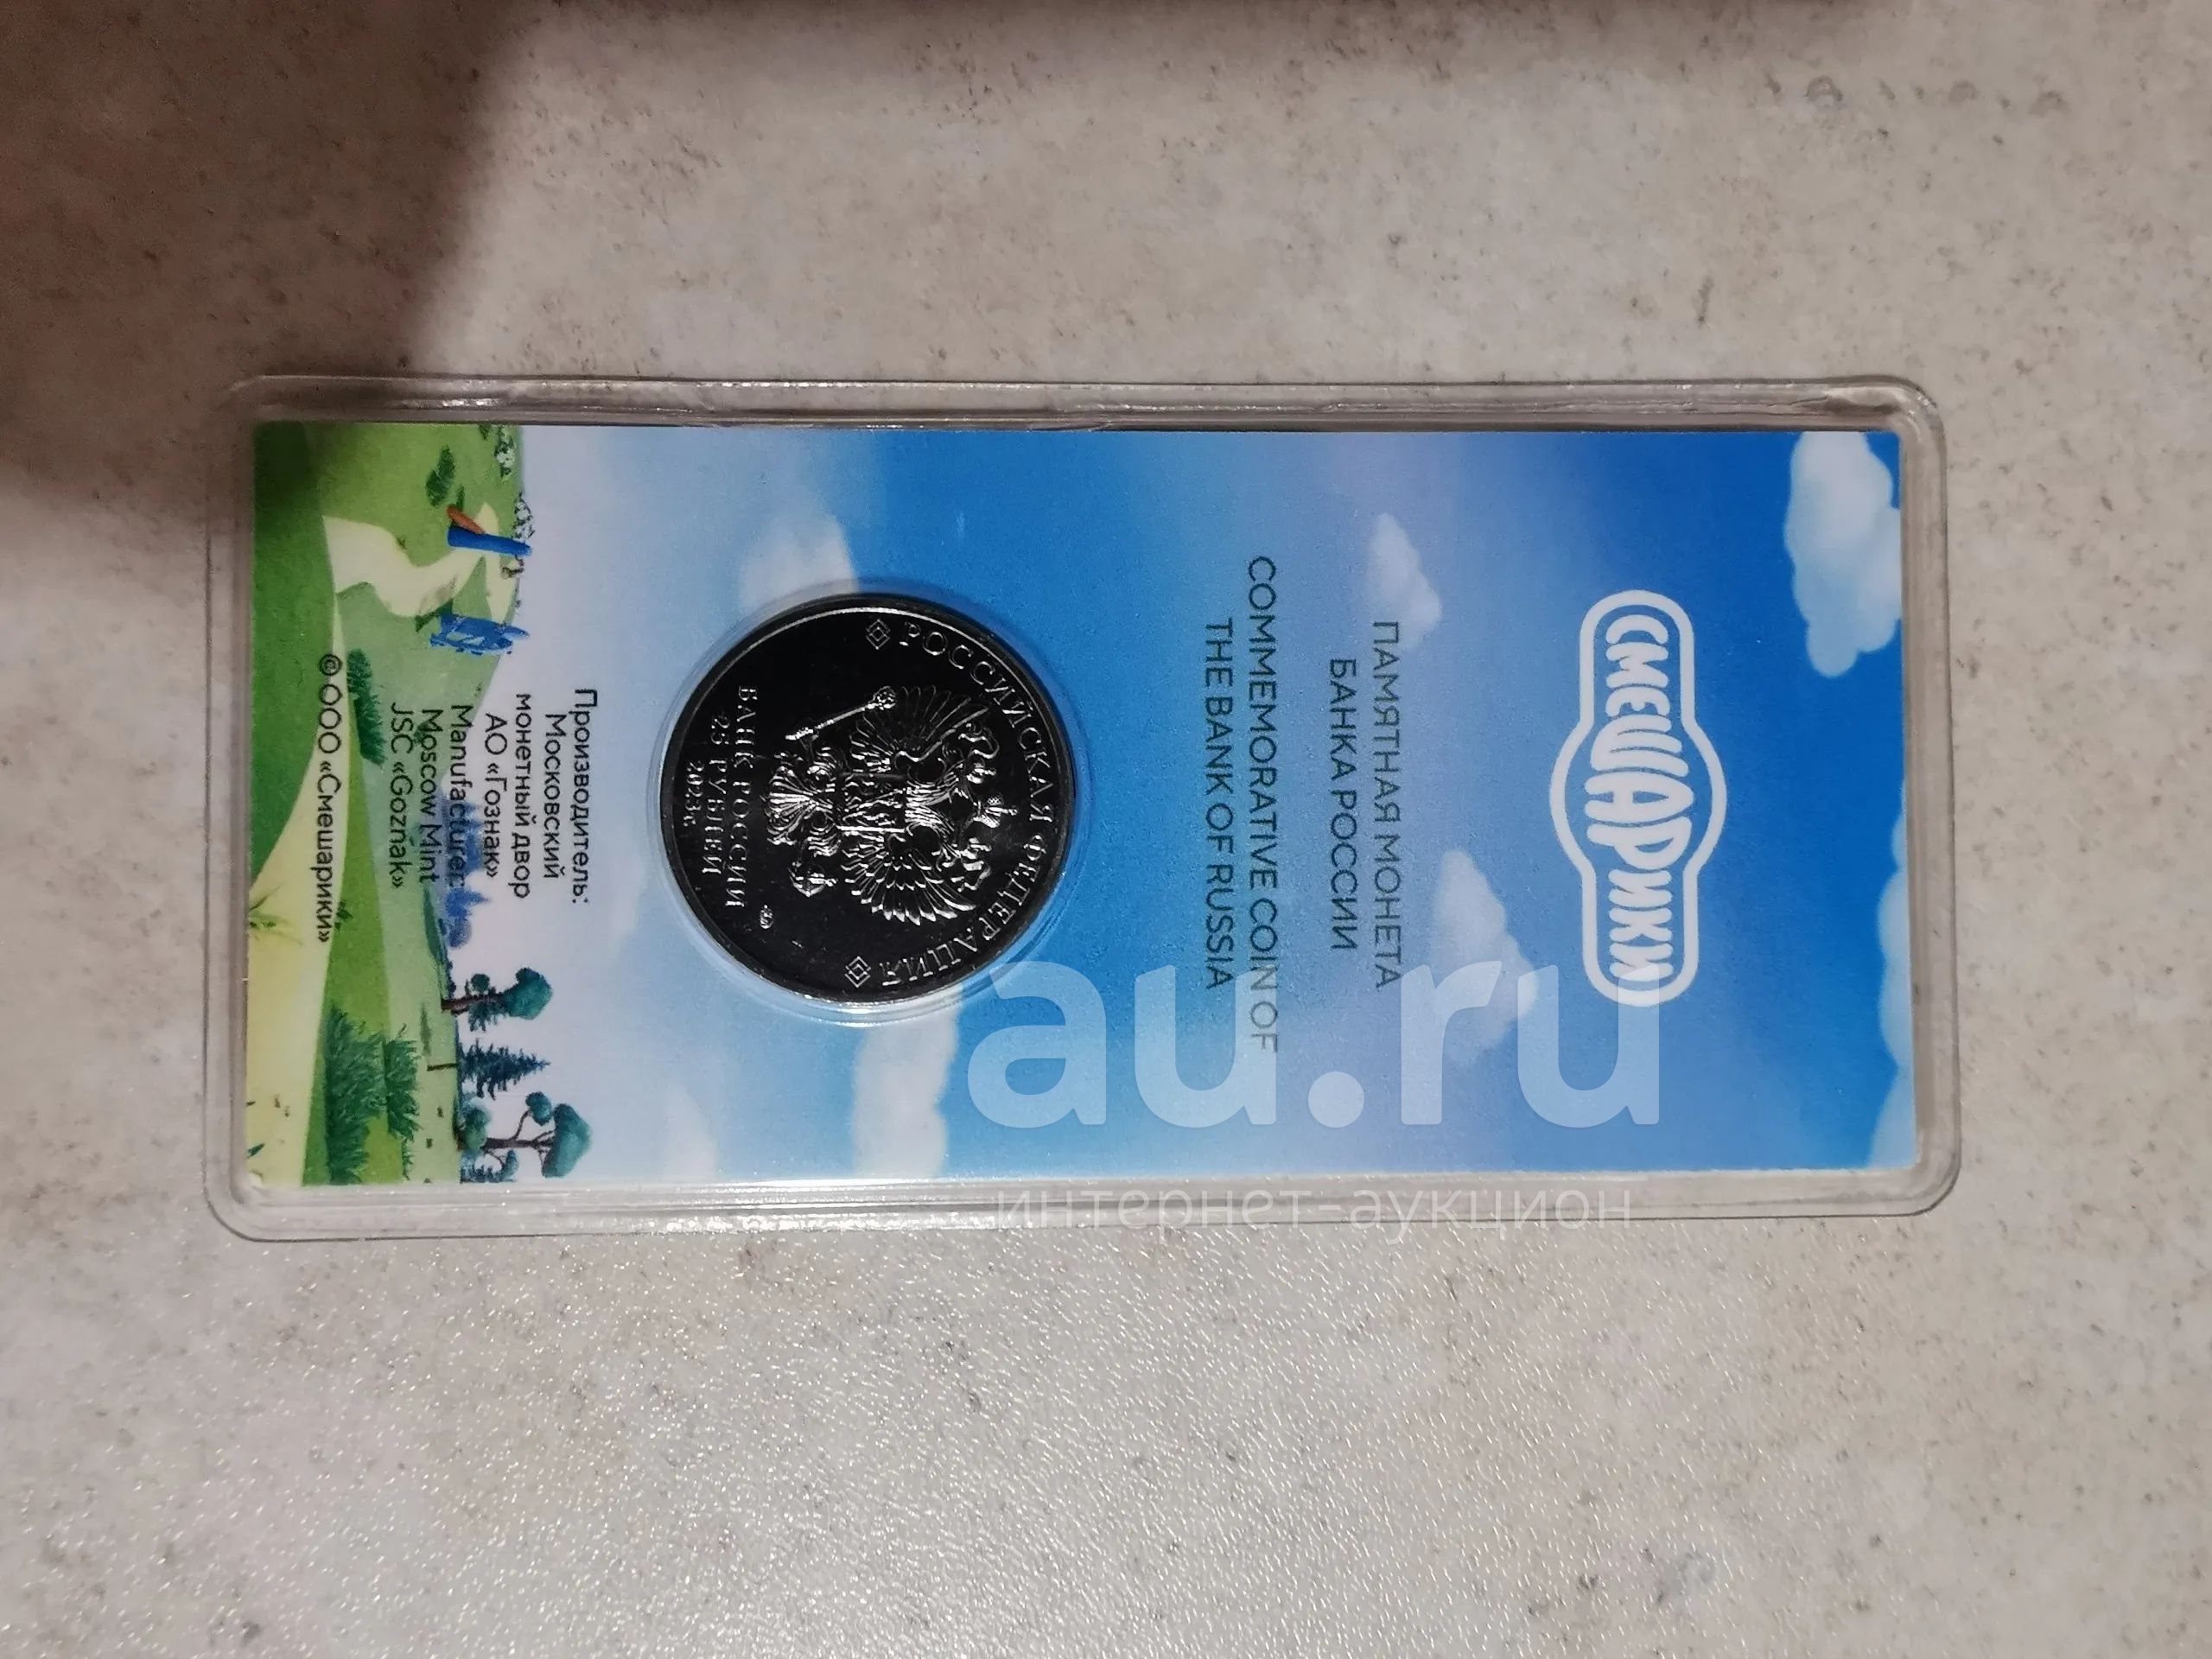 СМЕШАРИКИ
ПАМЯТНАЯ МОНЕТА
БАНКА РОССИИ
COMMEMORATIVE COIN OF
THE BANK OF RUSSIA
РОССИЙСКАЯ ФЕДЕРАЦИЯ
БАНК РОССИИ
25 РУБЛЕЙ
2023 г.
Производитель:
Московский
монетный двор
АО «Гознак»
Manufacturer:
Moscow Mint
JSC «Goznak»
© ООО «Смешарики»
au.ru
интернет-аукцион